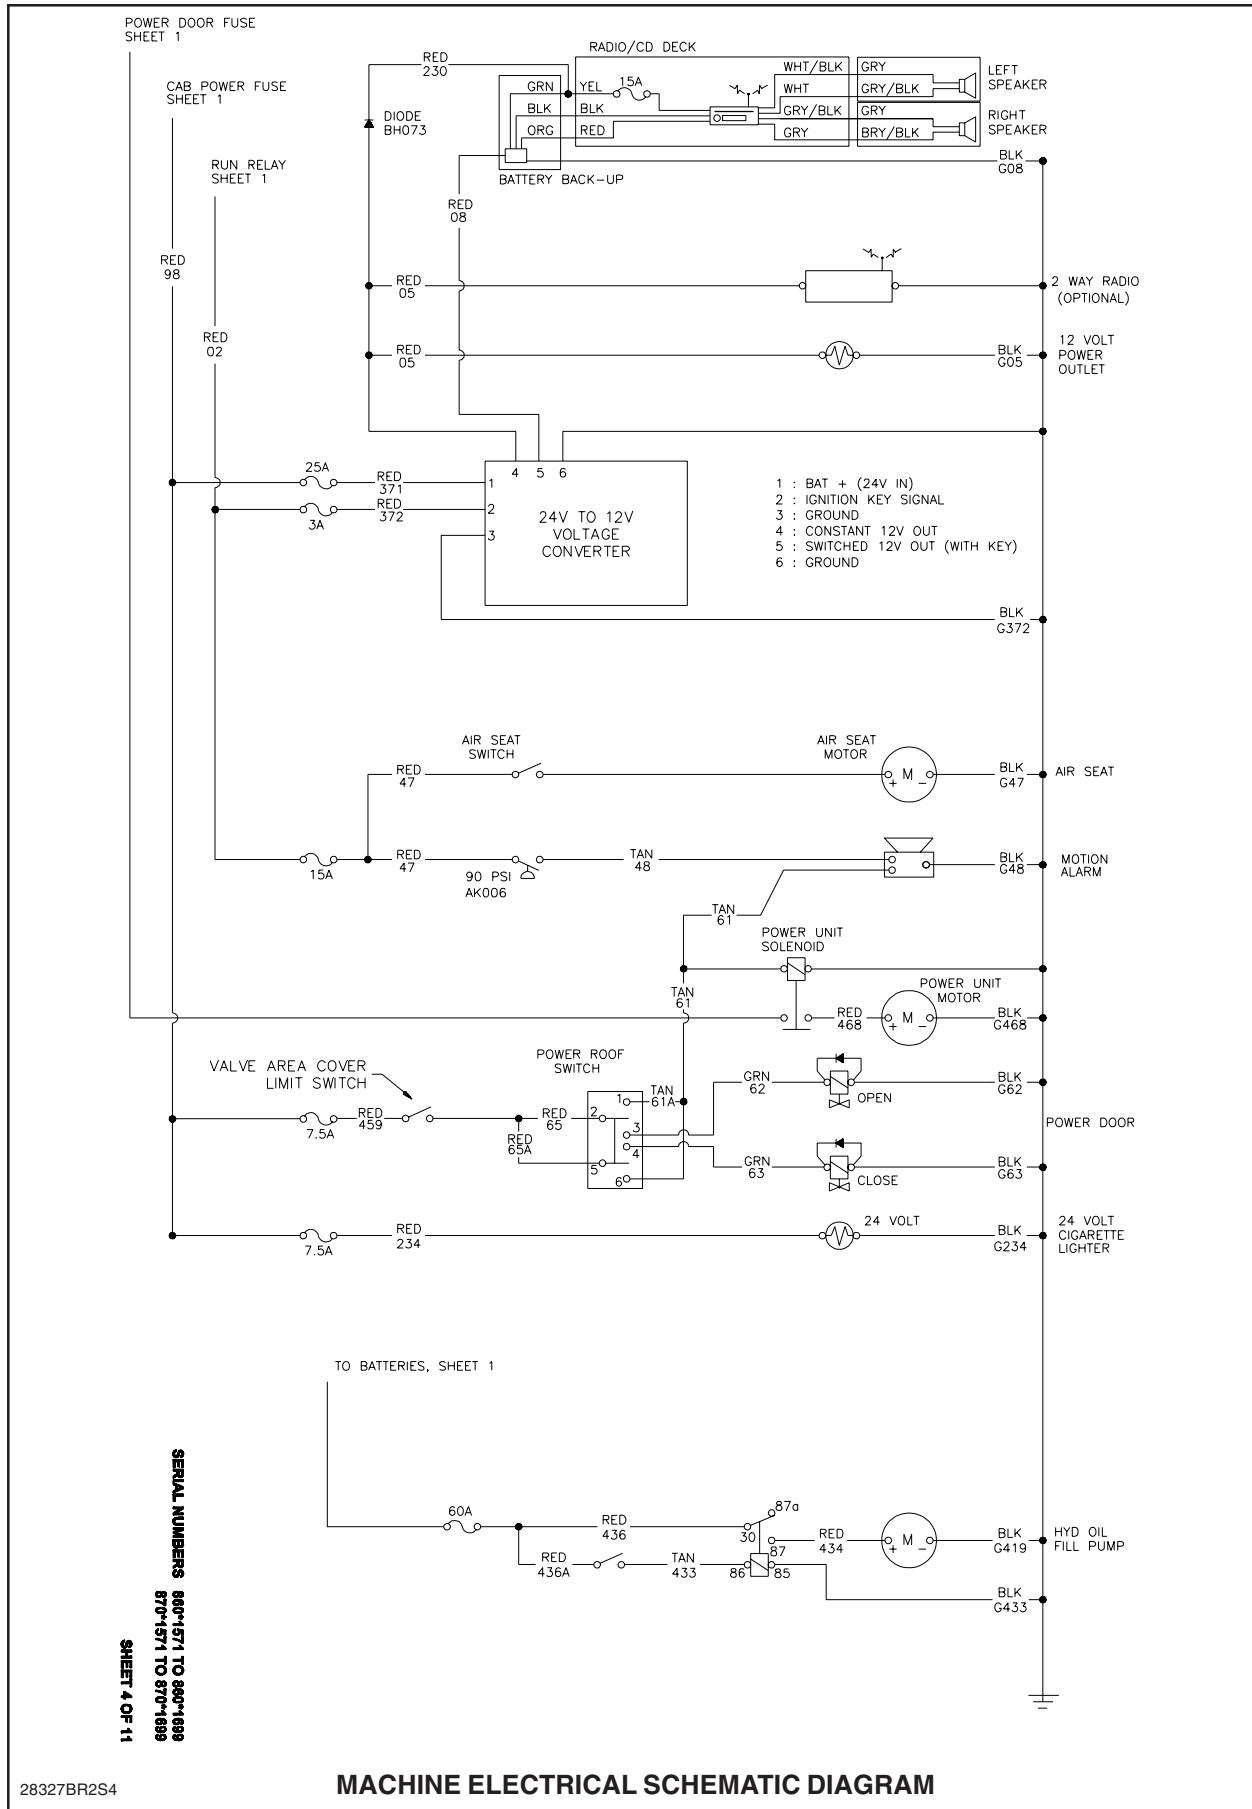 POWER DOOR FUSE
SHEET 1
CAB POWER FUSE
SHEET 1
RUN RELAY
SHEET 1
RED
230
DIODE
BH073
RADIO/CD DECK
GRN
YEL
15A
BLK
BLK
ORG
RED
WHT/BLK
GRY
WHT
GRY/BLK
GRY/BLK
GRY
GRY
BRY/BLK
LEFT
SPEAKER
RIGHT
SPEAKER
BATTERY BACK-UP
BLK
G08
RED
08
RED
98
RED
02
RED
05
2 WAY RADIO
(OPTIONAL)
RED
05
BLK
G05
12 VOLT
POWER
OUTLET
25A
RED
371
3A
RED
372
4 5 6
1
2
3
24V TO 12V
VOLTAGE
CONVERTER
1 : BAT + (24V IN)
2 : IGNITION KEY SIGNAL
3 : GROUND
4 : CONSTANT 12V OUT
5 : SWITCHED 12V OUT (WITH KEY)
6 : GROUND
BLK
G372
AIR SEAT
SWITCH
AIR SEAT
MOTOR
RED
47
+ M -
BLK
G47
AIR SEAT
15A
RED
47
90 PSI
AK006
TAN
48
BLK
G48
MOTION
ALARM
TAN
61
POWER UNIT
SOLENOID
TAN
61
POWER UNIT
MOTOR
RED
468
+ M -
BLK
G468
VALVE AREA COVER
LIMIT SWITCH
POWER ROOF
SWITCH
7.5A
RED
459
RED
65
RED
65A
1
2
3
4
5
6
TAN
61A
GRN
62
OPEN
BLK
G62
POWER DOOR
GRN
63
CLOSE
BLK
G63
7.5A
RED
234
24 VOLT
BLK
G234
24 VOLT
CIGARETTE
LIGHTER
TO BATTERIES, SHEET 1
60A
RED
436
30
87a
87
RED
434
+ M -
BLK
G419
HYD OIL
FILL PUMP
RED
436A
TAN
433
86
85
BLK
G433
SERIAL NUMBERS 860*1571 TO 860*1699
870*1571 TO 870*1699
SHEET 4 OF 11
28327BR2S4
MACHINE ELECTRICAL SCHEMATIC DIAGRAM